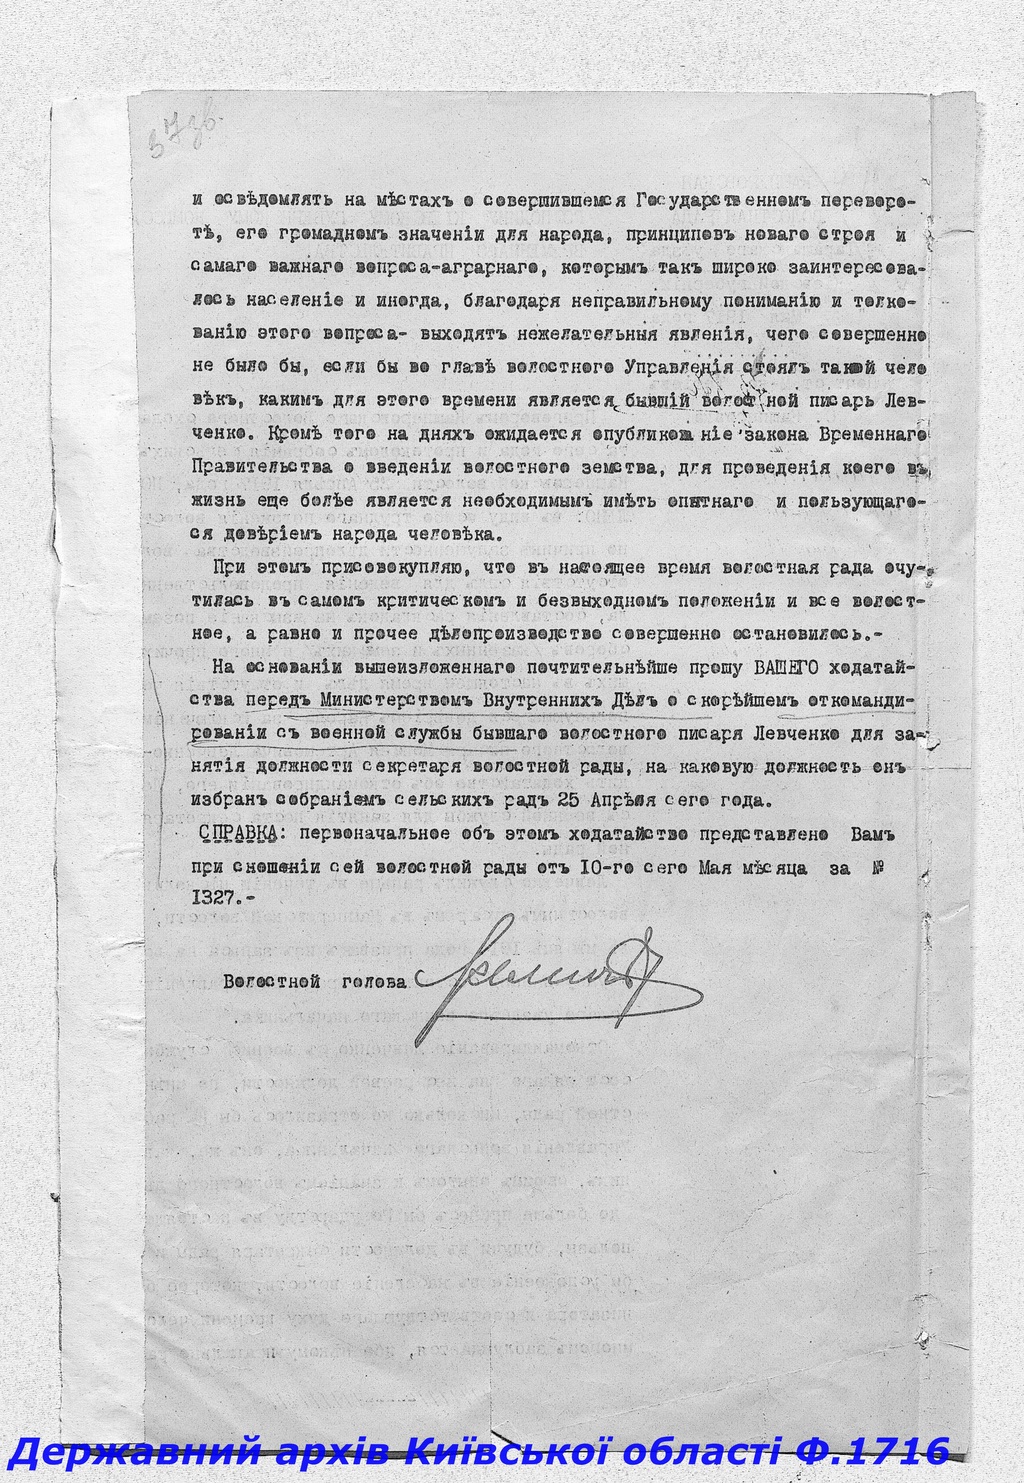 37зв.
и освѣдомлять на мѣстахъ о совершившемся Государственномъ переворо-
тѣ, его громадномъ значеніи для народа, принциповъ новаго строя и
самаго важнаго вопроса-аграрнаго, которымъ такъ широко заинтересова-
лось населеніе и иногда, благодаря неправильному пониманію и толко-
ванію этого вопроса- выходятъ нежелательныя явленія, чего совершенно
не было бы, если бы во главѣ волостного Управленія стоялъ такой чело
вѣкъ, какимъ для этого времени является бывшій волостной писарь Лев-
ченко. Кромѣ того на дняхъ ожидается опубликованіе закона Временнаго
Правительства о введеніи волостного земства, для проведенія коего въ
жизнь еще болѣе является необходимымъ имѣть опытнаго и пользующаго-
ся довѣріемъ народа человѣка.
При этомъ присовокупляю, что въ настоящее время волостная рада очу-
тилась въ самомъ критическомъ и безвыходномъ положеніи и все волост-
ное, а равно и прочее дѣлопроизводство совершенно остановилось.-
На основаніи вышеизложеннаго почтительнѣйше прошу ВАШЕГО ходатай-
ства передъ Министерствомъ Внутреннихъ Дѣлъ о скорѣйшемъ откоманди-
рованіи съ военной службы бывшаго волостного писаря Левченко для за-
нятія должности секретаря волостной рады, на каковую должность онъ
избранъ собраніемъ сельскихъ радъ 25 Апрѣля сего года.
СПРАВКА: первоначальное объ этомъ ходатайство представлено Вамъ
при сношеніи сей волостной рады отъ 10-го сего Мая мѣсяца за №
1327.-
Волостной голова
Державний архів Київської області Ф.1716